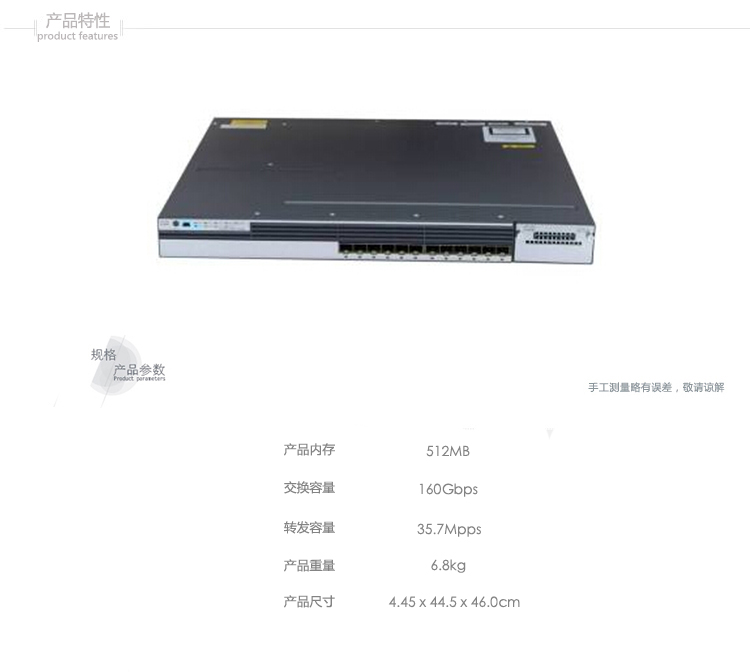 产品特性
product features
规格
产品参数
Product parameters
手工测量略有误差，敬请谅解
产品内存 512MB
交换容量 160Gbps
转发容量 35.7Mpps
产品重量 6.8kg
产品尺寸 4.45 x 44.5 x 46.0cm